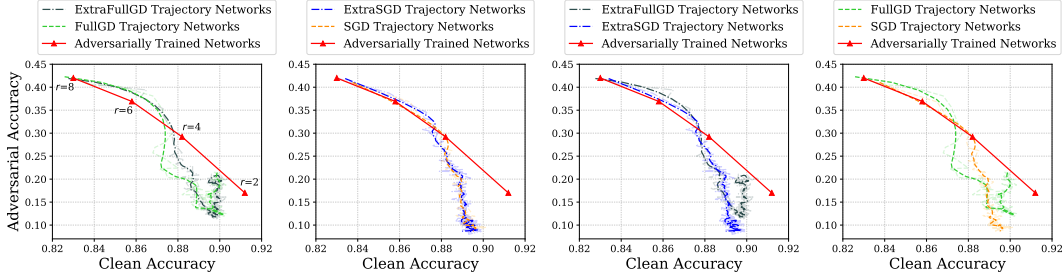 ExtraFullGD Trajectory Networks
FullGD Trajectory Networks
Adversarially Trained Networks
ExtraSGD Trajectory Networks
SGD Trajectory Networks
Adversarially Trained Networks
ExtraFullGD Trajectory Networks
ExtraSGD Trajectory Networks
Adversarially Trained Networks
FullGD Trajectory Networks
SGD Trajectory Networks
Adversarially Trained Networks
Adversarial Accuracy
0.45
0.40
0.35
0.30
0.25
0.20
0.15
0.10
r=8
r=6
r=4
r=2
0.82 0.84 0.86 0.88 0.90 0.92
Clean Accuracy
0.45
0.40
0.35
0.30
0.25
0.20
0.15
0.10
0.82 0.84 0.86 0.88 0.90 0.92
Clean Accuracy
0.45
0.40
0.35
0.30
0.25
0.20
0.15
0.10
0.82 0.84 0.86 0.88 0.90 0.92
Clean Accuracy
0.45
0.40
0.35
0.30
0.25
0.20
0.15
0.10
0.82 0.84 0.86 0.88 0.90 0.92
Clean Accuracy